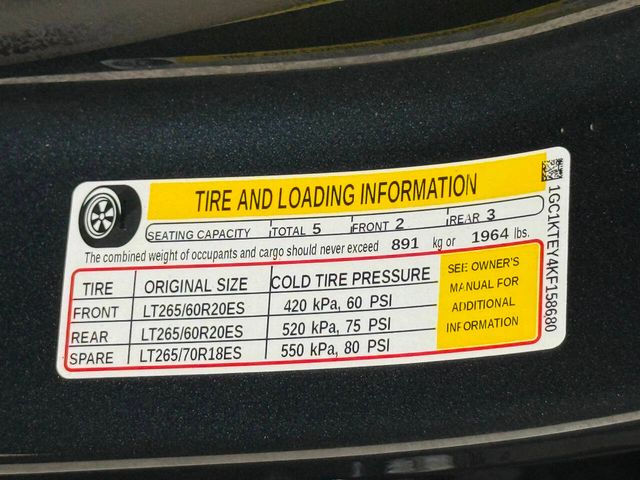 TIRE AND LOADING INFORMATION
SEATING CAPACITY TOTAL 5 FRONT 2 REAR 3
The combined weight of occupants and cargo should never exceed 891 kg or 1964 lbs.
TIRE ORIGINAL SIZE COLD TIRE PRESSURE
FRONT LT265/60R20ES 420 kPa, 60 PSI
REAR LT265/60R20ES 520 kPa, 75 PSI
SPARE LT265/70R18ES 550 kPa, 80 PSI
SEE OWNER'S
MANUAL FOR
ADDITIONAL
INFORMATION
1GC1KTEY4KF158680